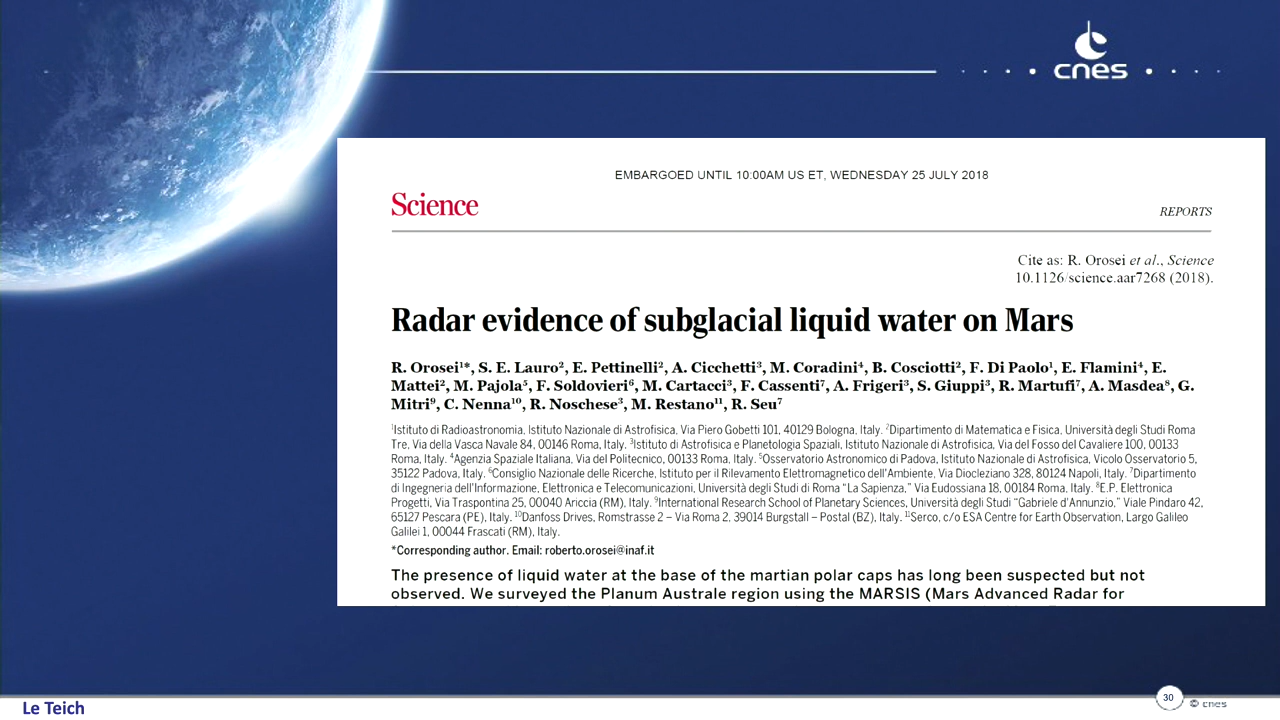 cnes
EMBARGOED UNTIL 10:00AM US ET, WEDNESDAY 25 JULY 2018
Science
REPORTS
Cite as: R. Orosei et al., Science
10.1126/science.aar7268 (2018).
Radar evidence of subglacial liquid water on Mars
R. Orosei¹*, S. E. Lauro², E. Pettinelli², A. Cicchetti³, M. Coradini⁴, B. Cosciotti², F. Di Paolo¹, E. Flamini⁴, E.
Mattei², M. Pajola⁵, F. Soldovieri⁶, M. Cartacci³, F. Cassenti⁷, A. Frigeri³, S. Giuppi³, R. Martufi⁷, A. Masdea⁸, G.
Mitri⁹, C. Nenna¹⁰, R. Noschese³, M. Restano¹¹, R. Seu⁷
¹Istituto di Radioastronomia, Istituto Nazionale di Astrofisica, Via Piero Gobetti 101, 40129 Bologna, Italy. ²Dipartimento di Matematica e Fisica, Università degli Studi Roma
Tre, Via della Vasca Navale 84, 00146 Roma, Italy. ³Istituto di Astrofisica e Planetologia Spaziali, Istituto Nazionale di Astrofisica, Via del Fosso del Cavaliere 100, 00133
Roma, Italy. ⁴Agenzia Spaziale Italiana, Via del Politecnico, 00133 Roma, Italy. ⁵Osservatorio Astronomico di Padova, Istituto Nazionale di Astrofisica, Vicolo Osservatorio 5,
35122 Padova, Italy. ⁶Consiglio Nazionale delle Ricerche, Istituto per il Rilevamento Elettromagnetico dell'Ambiente, Via Diocleziano 328, 80124 Napoli, Italy. ⁷Dipartimento
di Ingegneria dell'Informazione, Elettronica e Telecomunicazioni, Università degli Studi di Roma "La Sapienza," Via Eudossiana 18, 00184 Roma, Italy. ⁸E.P. Elettronica
Progetti, Via Traspontina 25, 00040 Ariccia (RM), Italy. ⁹International Research School of Planetary Sciences, Università degli Studi "Gabriele d'Annunzio," Viale Pindaro 42,
65127 Pescara (PE), Italy. ¹⁰Danfoss Drives, Romstrasse 2 – Via Roma 2, 39014 Burgstall – Postal (BZ), Italy. ¹¹Serco, c/o ESA Centre for Earth Observation, Largo Galileo
Galilei 1, 00044 Frascati (RM), Italy.
*Corresponding author. Email: roberto.orosei@inaf.it
The presence of liquid water at the base of the martian polar caps has long been suspected but not
observed. We surveyed the Planum Australe region using the MARSIS (Mars Advanced Radar for
Le Teich
30
© cnes